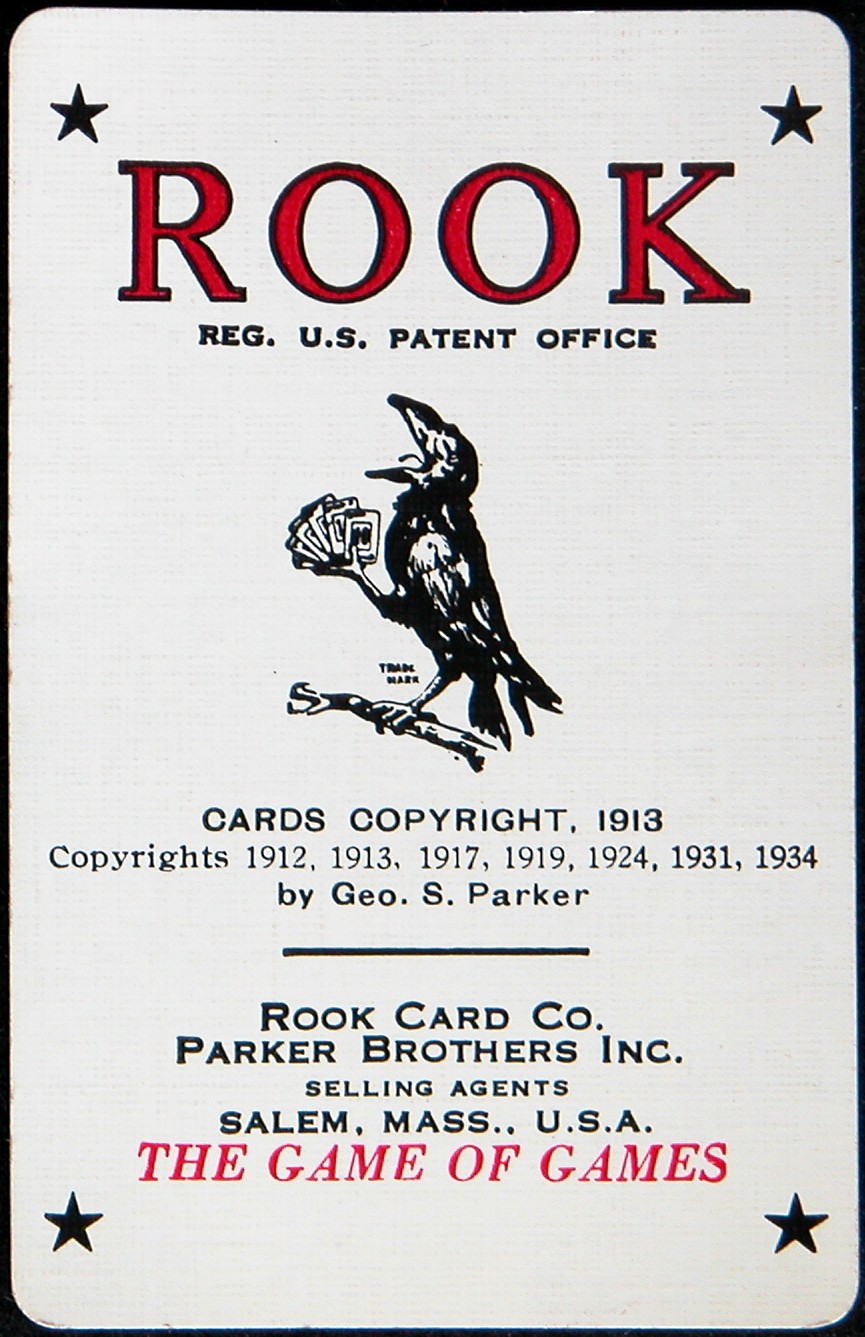 ROOK
REG. U.S. PATENT OFFICE
TRADE
MARK
CARDS COPYRIGHT, 1913
Copyrights 1912, 1913, 1917, 1919, 1924, 1931, 1934
by Geo. S. Parker
ROOK CARD CO.
PARKER BROTHERS INC.
SELLING AGENTS
SALEM, MASS., U.S.A.
THE GAME OF GAMES